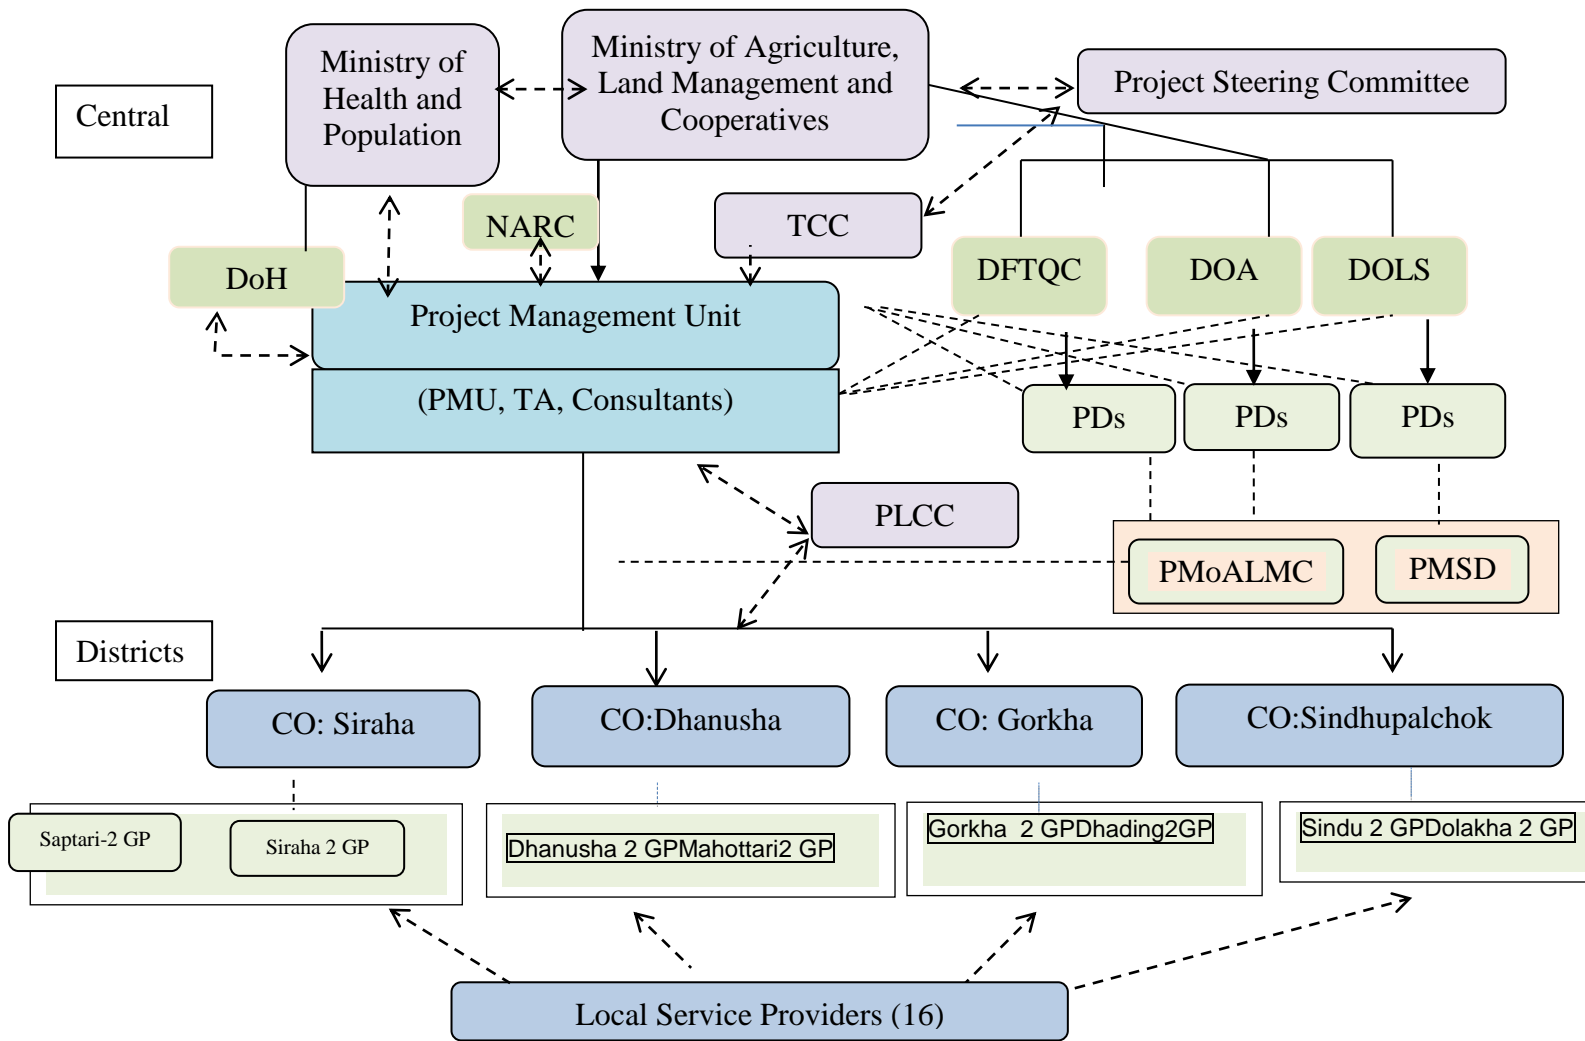 Ministry of
Health and
Population
Ministry of Agriculture,
Land Management and
Cooperatives
Project Steering Committee
Central
NARC
TCC
DoH
DFTQC
DOA
DOLS
Project Management Unit
(PMU, TA, Consultants)
PDs
PDs
PDs
PLCC
PMoALMC
PMSD
Districts
CO: Siraha
CO:Dhanusha
CO: Gorkha
CO:Sindhupalchok
Saptari-2 GP
Siraha 2 GP
Dhanusha 2 GPMahottari2 GP
Gorkha  2 GPDhading2GP
Sindu 2 GPDolakha 2 GP
Local Service Providers (16)